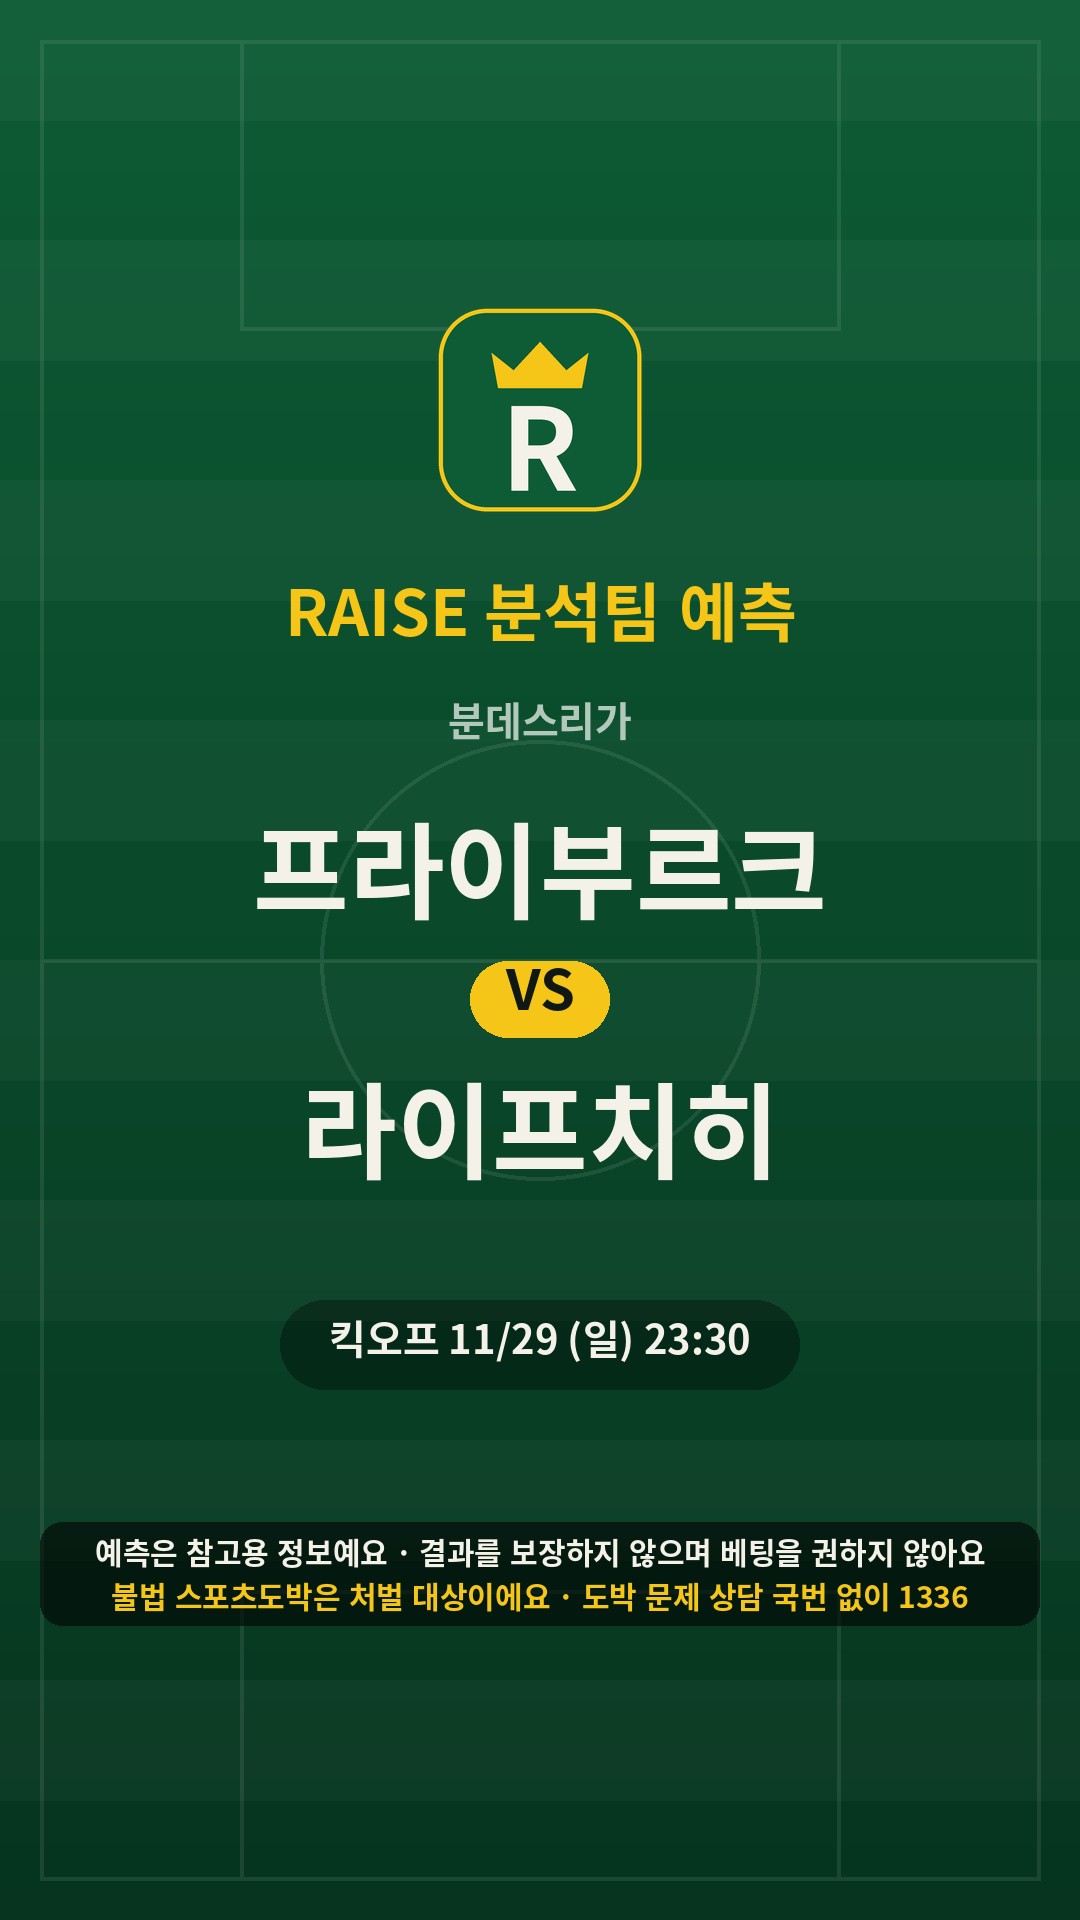 R
RAISE 분석팀 예측
분데스리가
프라이부르크
VS
라이프치히
킥오프 11/29 (일) 23:30
예측은 참고용 정보예요 · 결과를 보장하지 않으며 베팅을 권하지 않아요
불법 스포츠도박은 처벌 대상이에요 · 도박 문제 상담 국번 없이 1336